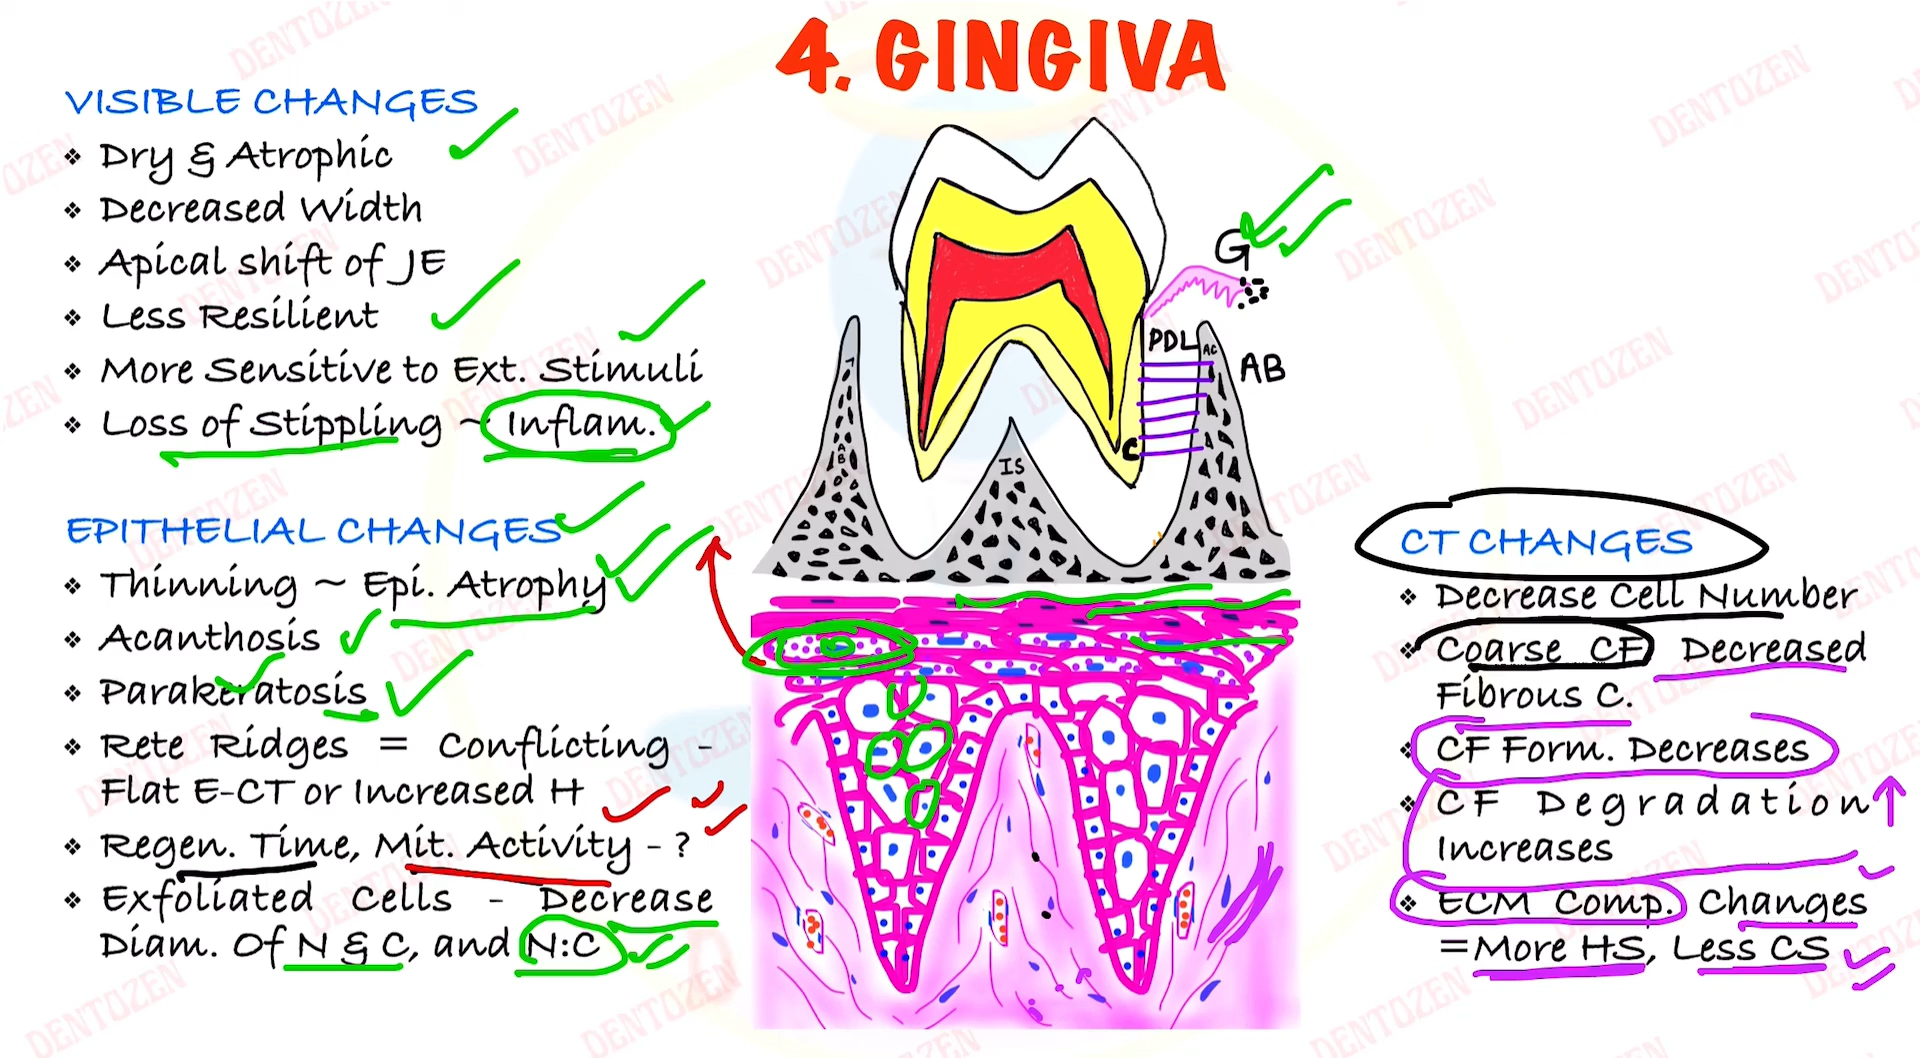 4. GINGIVA
VISIBLE CHANGES
❖ Dry & Atrophic
❖ Decreased Width
❖ Apical shift of JE
❖ Less Resilient
❖ More Sensitive to Ext. Stimuli
❖ Loss of Stippling ~ Inflam.
EPITHELIAL CHANGES
❖ Thinning ~ Epi. Atrophy
❖ Acanthosis
❖ Parakeratosis
❖ Rete Ridges = Conflicting -
Flat E-CT or Increased H
❖ Regen. Time, Mit. Activity - ?
❖ Exfoliated Cells - Decrease
Diam. Of N & C, and N:C
G
PDL
AC
AB
C
AB
IS
CT CHANGES
❖ Decrease Cell Number
❖ Coarse CF Decreased
Fibrous C.
❖ CF Form. Decreases
❖ CF Degradation
Increases
❖ ECM Comp. Changes
=More HS, Less CS
DENTOZEN